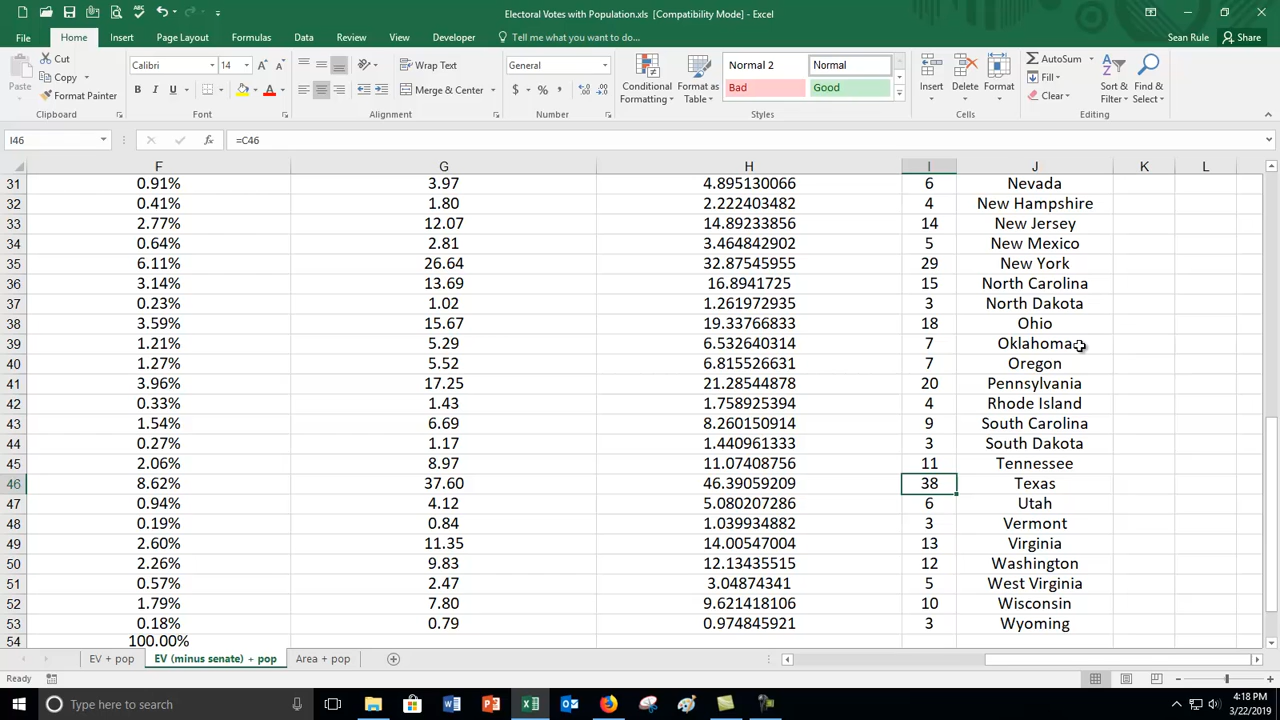 Electoral Votes with Population.xls [Compatibility Mode] - Excel
File Home Insert Page Layout Formulas Data Review View Developer Tell me what you want to do... Sean Rule Share
Paste Cut Copy Format Painter
Clipboard
Calibri
B I U
Font
Wrap Text
Merge & Center
Alignment
General
$ % ,
Number
Conditional Formatting Format as Table
Normal 2 Normal
Bad Good
Styles
Insert Delete Format
Cells
AutoSum
Fill
Clear
Sort & Filter Find & Select
Editing
I46 fx =C46
F G H I J K L
31 0.91% 3.97 4.895130066 6 Nevada
32 0.41% 1.80 2.222403482 4 New Hampshire
33 2.77% 12.07 14.89233856 14 New Jersey
34 0.64% 2.81 3.464842902 5 New Mexico
35 6.11% 26.64 32.87545955 29 New York
36 3.14% 13.69 16.8941725 15 North Carolina
37 0.23% 1.02 1.261972935 3 North Dakota
38 3.59% 15.67 19.33766833 18 Ohio
39 1.21% 5.29 6.532640314 7 Oklahoma
40 1.27% 5.52 6.815526631 7 Oregon
41 3.96% 17.25 21.28544878 20 Pennsylvania
42 0.33% 1.43 1.758925394 4 Rhode Island
43 1.54% 6.69 8.260150914 9 South Carolina
44 0.27% 1.17 1.440961333 3 South Dakota
45 2.06% 8.97 11.07408756 11 Tennessee
46 8.62% 37.60 46.39059209 38 Texas
47 0.94% 4.12 5.080207286 6 Utah
48 0.19% 0.84 1.039934882 3 Vermont
49 2.60% 11.35 14.00547004 13 Virginia
50 2.26% 9.83 12.13435515 12 Washington
51 0.57% 2.47 3.04874341 5 West Virginia
52 1.79% 7.80 9.621418106 10 Wisconsin
53 0.18% 0.79 0.974845921 3 Wyoming
54 100.00%
EV + pop EV (minus senate) + pop Area + pop
Ready
Type here to search
4:18 PM
3/22/2019